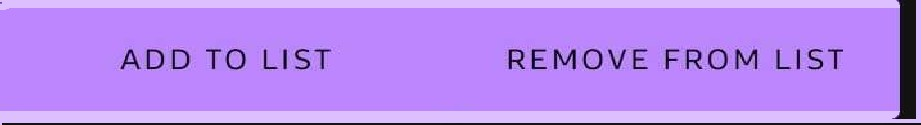 ADD TO LIST REMOVE FROM LIST